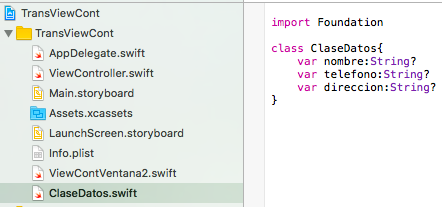 TransViewCont
TransViewCont
AppDelegate.swift
ViewController.swift
Main.storyboard
Assets.xcassets
LaunchScreen.storyboard
Info.plist
ViewContVentana2.swift
ClaseDatos.swift
import Foundation
class ClaseDatos{
    var nombre:String?
    var telefono:String?
    var direccion:String?
}